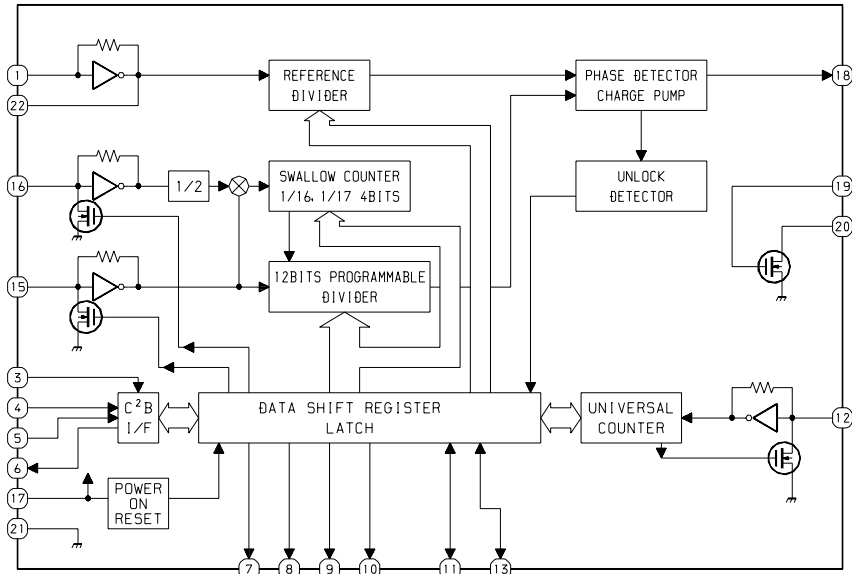 1
22
REFERENCE
DIVIDER
PHASE DETECTOR
CHARGE PUMP
18
16
1/2
SWALLOW COUNTER
1/16, 1/17 4BITS
UNLOCK
DETECTOR
19
20
15
12BITS PROGRAMMABLE
DIVIDER
3
4
5
6
C²B
I/F
DATA SHIFT REGISTER
LATCH
UNIVERSAL
COUNTER
12
17
POWER
ON
RESET
21
7
8
9
10
11
13